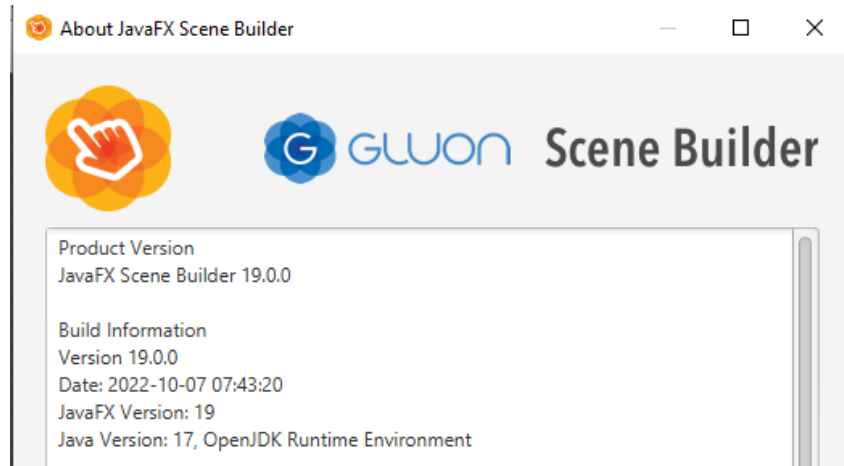 About JavaFX Scene Builder
G GLUON Scene Builder
Product Version
JavaFX Scene Builder 19.0.0
Build Information
Version 19.0.0
Date: 2022-10-07 07:43:20
JavaFX Version: 19
Java Version: 17, OpenJDK Runtime Environment